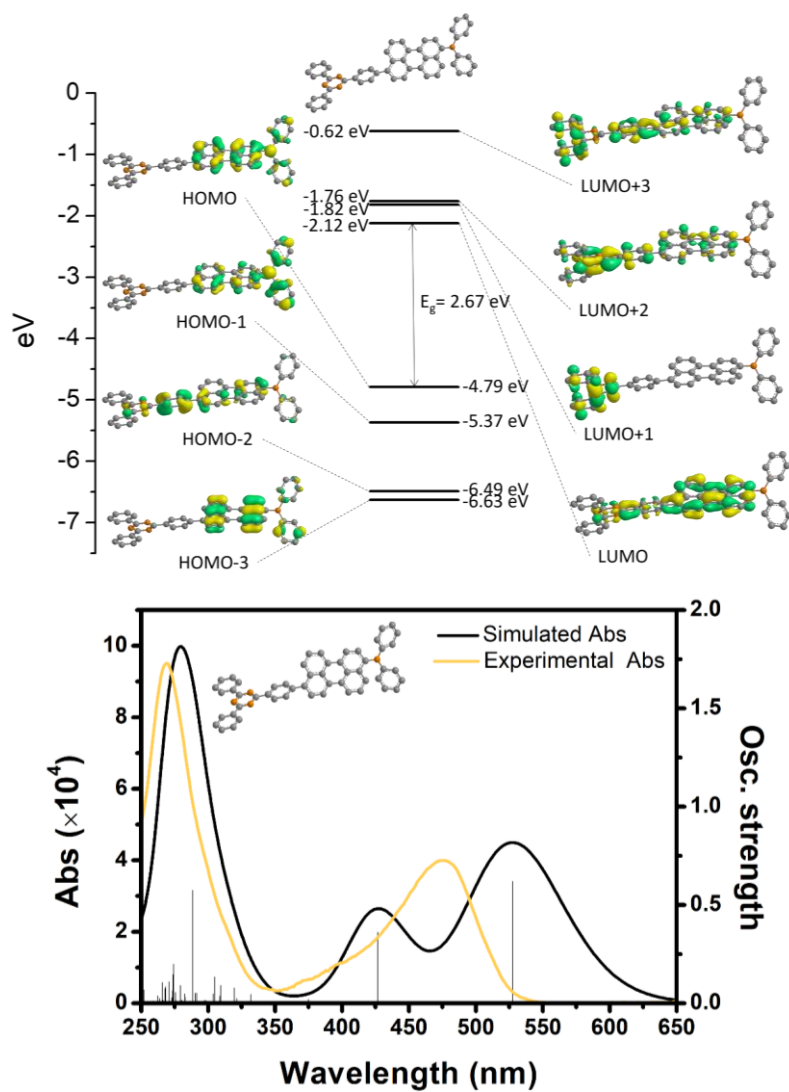 0
-1
-2
-3
-4
-5
-6
-7
eV
HOMO
HOMO-1
HOMO-2
HOMO-3
-0.62 eV
-1.76 eV
-1.82 eV
-2.12 eV
Eg= 2.67 eV
-4.79 eV
-5.37 eV
-6.49 eV
-6.63 eV
LUMO+3
LUMO+2
LUMO+1
LUMO
Simulated Abs
Experimental Abs
10
8
6
4
2
0
Abs (×10⁴)
2.0
1.5
1.0
0.5
0.0
Osc. strength
250 300 350 400 450 500 550 600 650
Wavelength (nm)